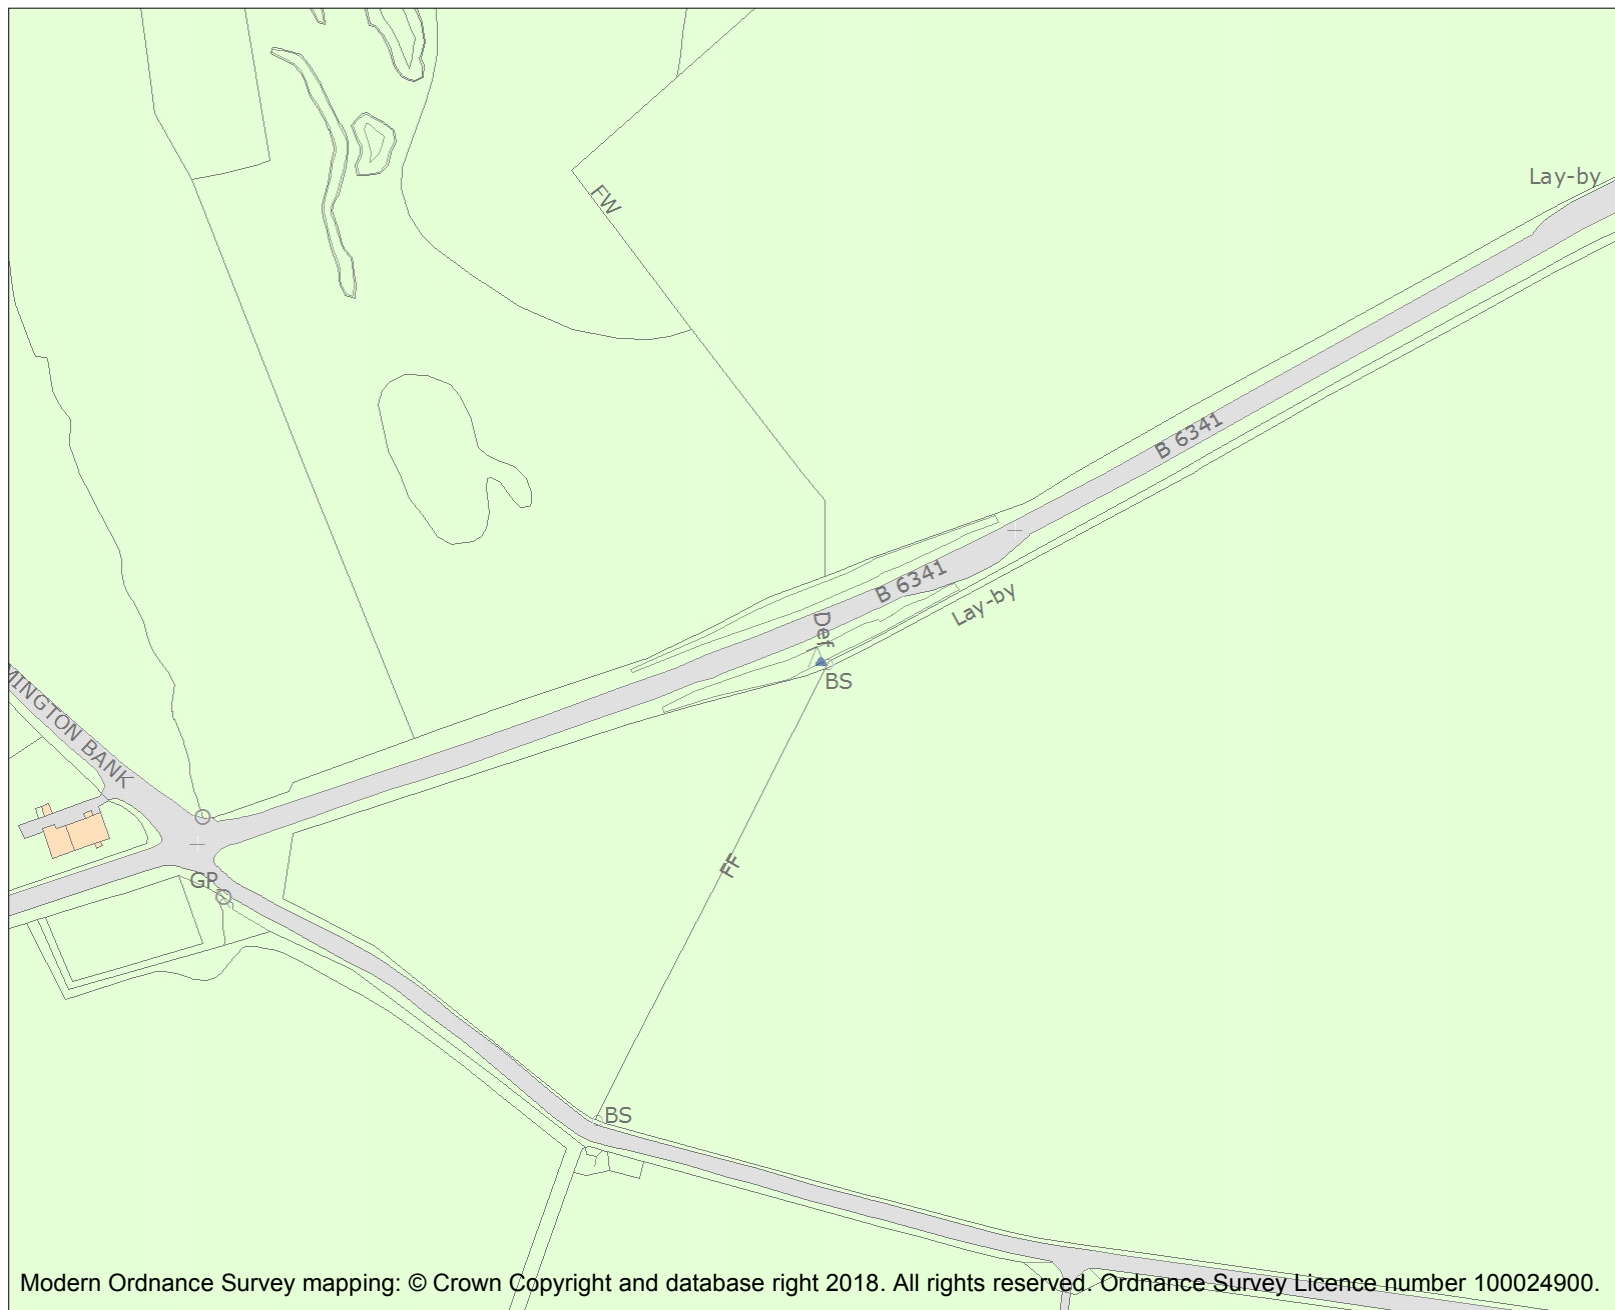 Lay-by
FW
B 6341
B 6341
Lay-by
Def
BS
MINGTON BANK
FF
GP
BS
Modern Ordnance Survey mapping: © Crown Copyright and database right 2018. All rights reserved. Ordnance Survey Licence number 100024900.